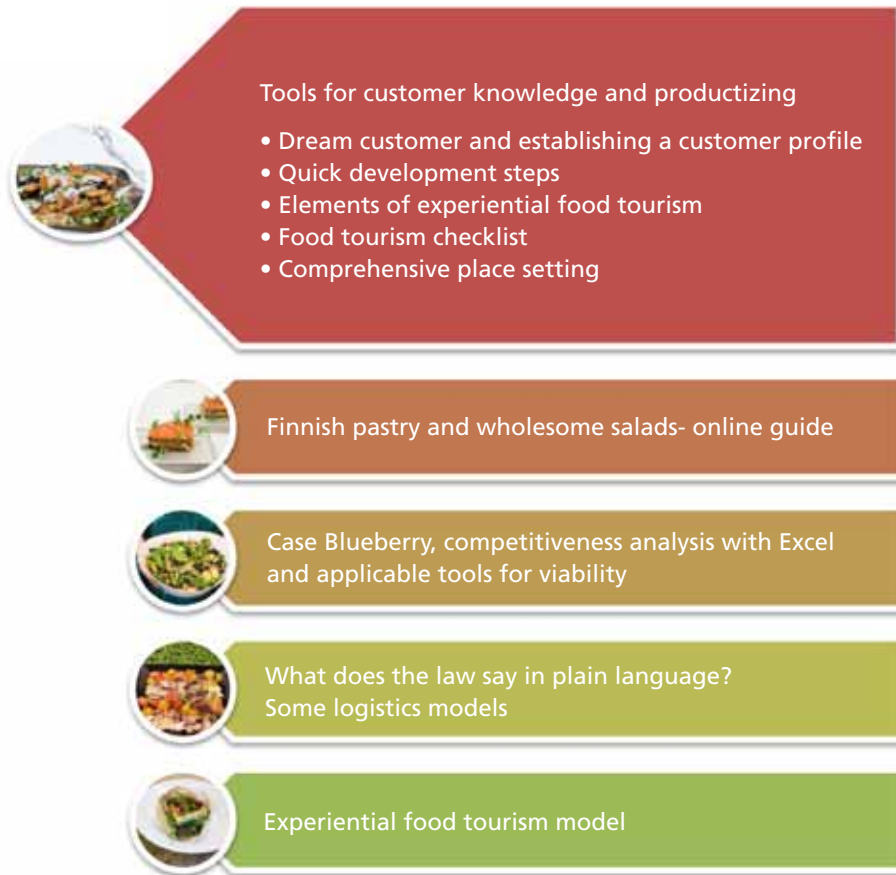 Tools for customer knowledge and productizing
• Dream customer and establishing a customer profile
• Quick development steps
• Elements of experiential food tourism
• Food tourism checklist
• Comprehensive place setting
Finnish pastry and wholesome salads- online guide
Case Blueberry, competitiveness analysis with Excel
and applicable tools for viability
What does the law say in plain language?
Some logistics models
Experiential food tourism model